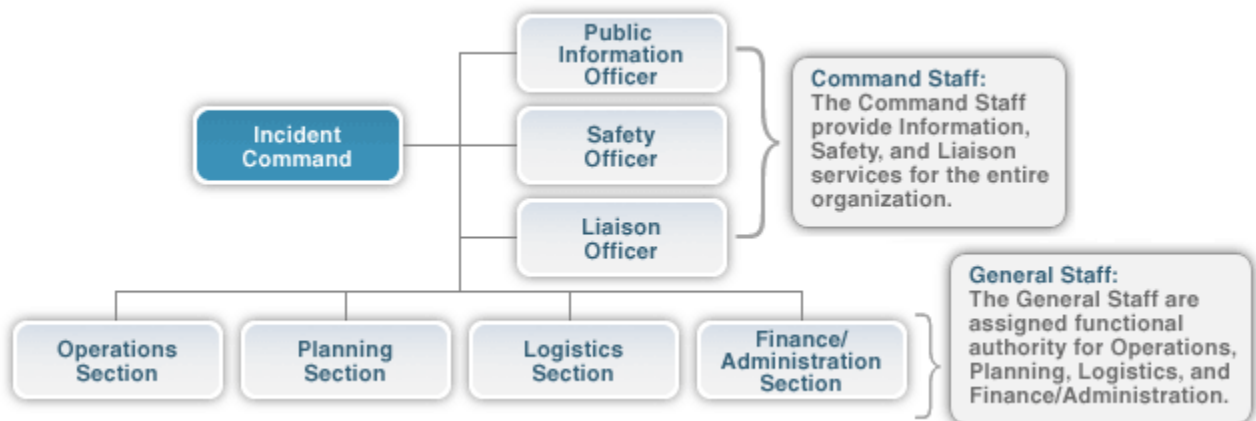 Public
Information
Officer
Command Staff:
The Command Staff
provide Information,
Safety, and Liaison
services for the entire
organization.
Incident
Command
Safety
Officer
Liaison
Officer
General Staff:
The General Staff are
assigned functional
authority for Operations,
Planning, Logistics, and
Finance/Administration.
Operations
Section
Planning
Section
Logistics
Section
Finance/
Administration
Section